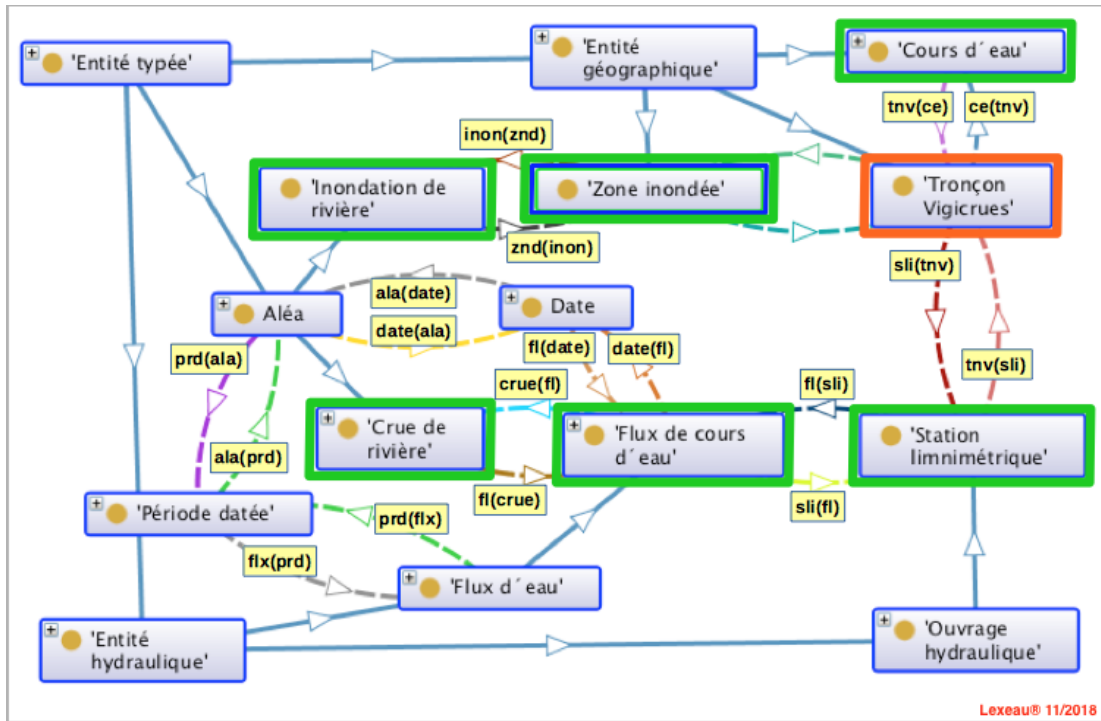 'Entité typée'
'Entité
géographique'
'Cours d´eau'
tnv(ce)
ce(tnv)
inon(znd)
'Inondation de
rivière'
'Zone inondée'
'Tronçon
Vigicrues'
znd(inon)
sli(tnv)
ala(date)
Aléa
Date
date(ala)
fl(date)
date(fl)
prd(ala)
crue(fl)
fl(sli)
tnv(sli)
'Crue de
rivière'
'Flux de cours
d´eau'
'Station
limnimétrique'
ala(prd)
fl(crue)
sli(fl)
'Période datée'
prd(flx)
flx(prd)
'Flux d´eau'
'Entité
hydraulique'
'Ouvrage
hydraulique'
Lexeau® 11/2018